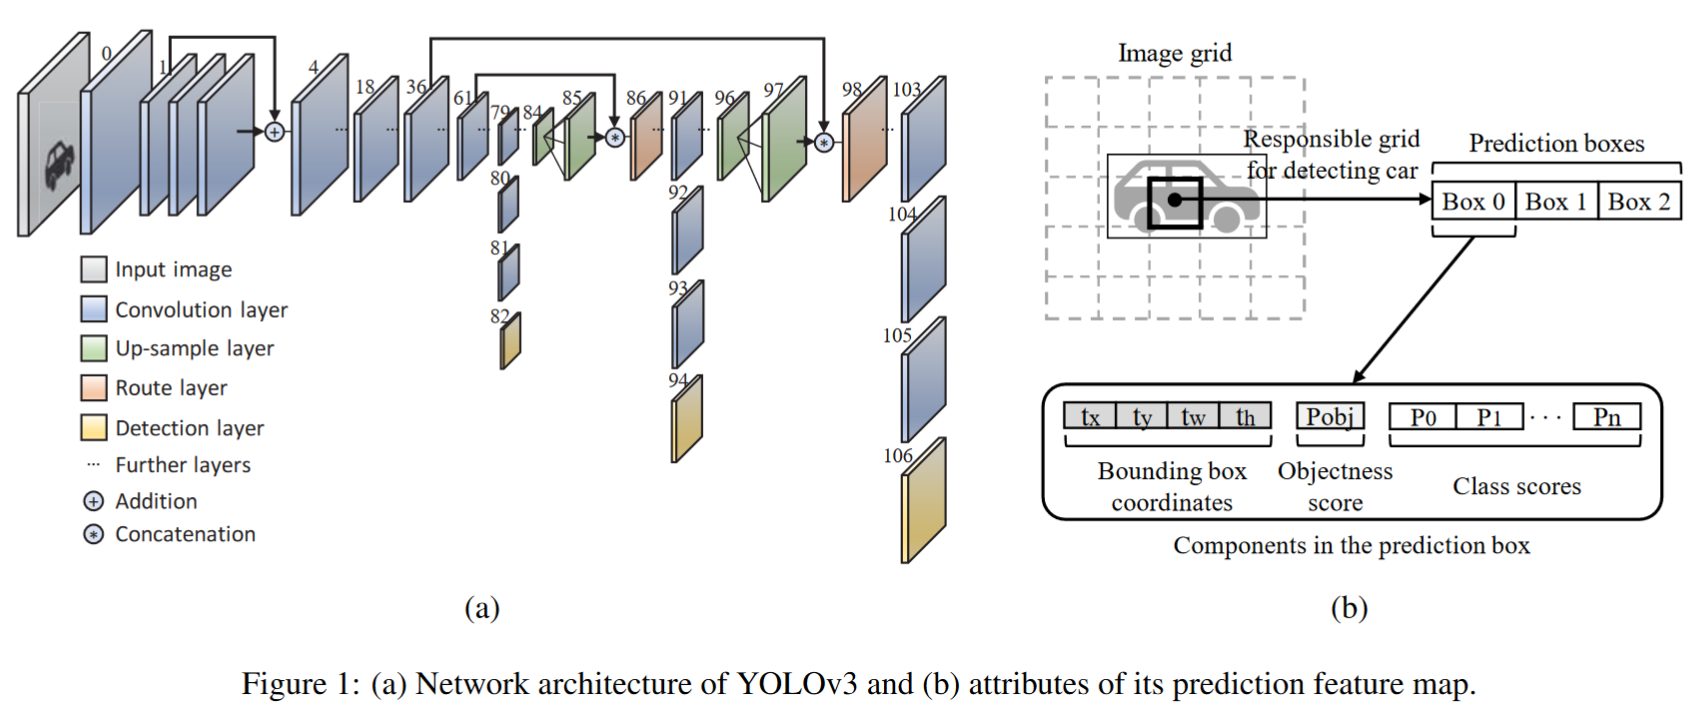 0
1
4
18
36
61
79
84
85
86
91
96
97
98
103
80
81
82
92
93
94
104
105
106
Input image
Convolution layer
Up-sample layer
Route layer
Detection layer
··· Further layers
+ Addition
* Concatenation
(a)
Image grid
Responsible grid
for detecting car
Prediction boxes
Box 0 Box 1 Box 2
tx ty tw th Pobj P0 P1 ··· Pn
Bounding box
coordinates
Objectness
score
Class scores
Components in the prediction box
(b)
Figure 1: (a) Network architecture of YOLOv3 and (b) attributes of its prediction feature map.